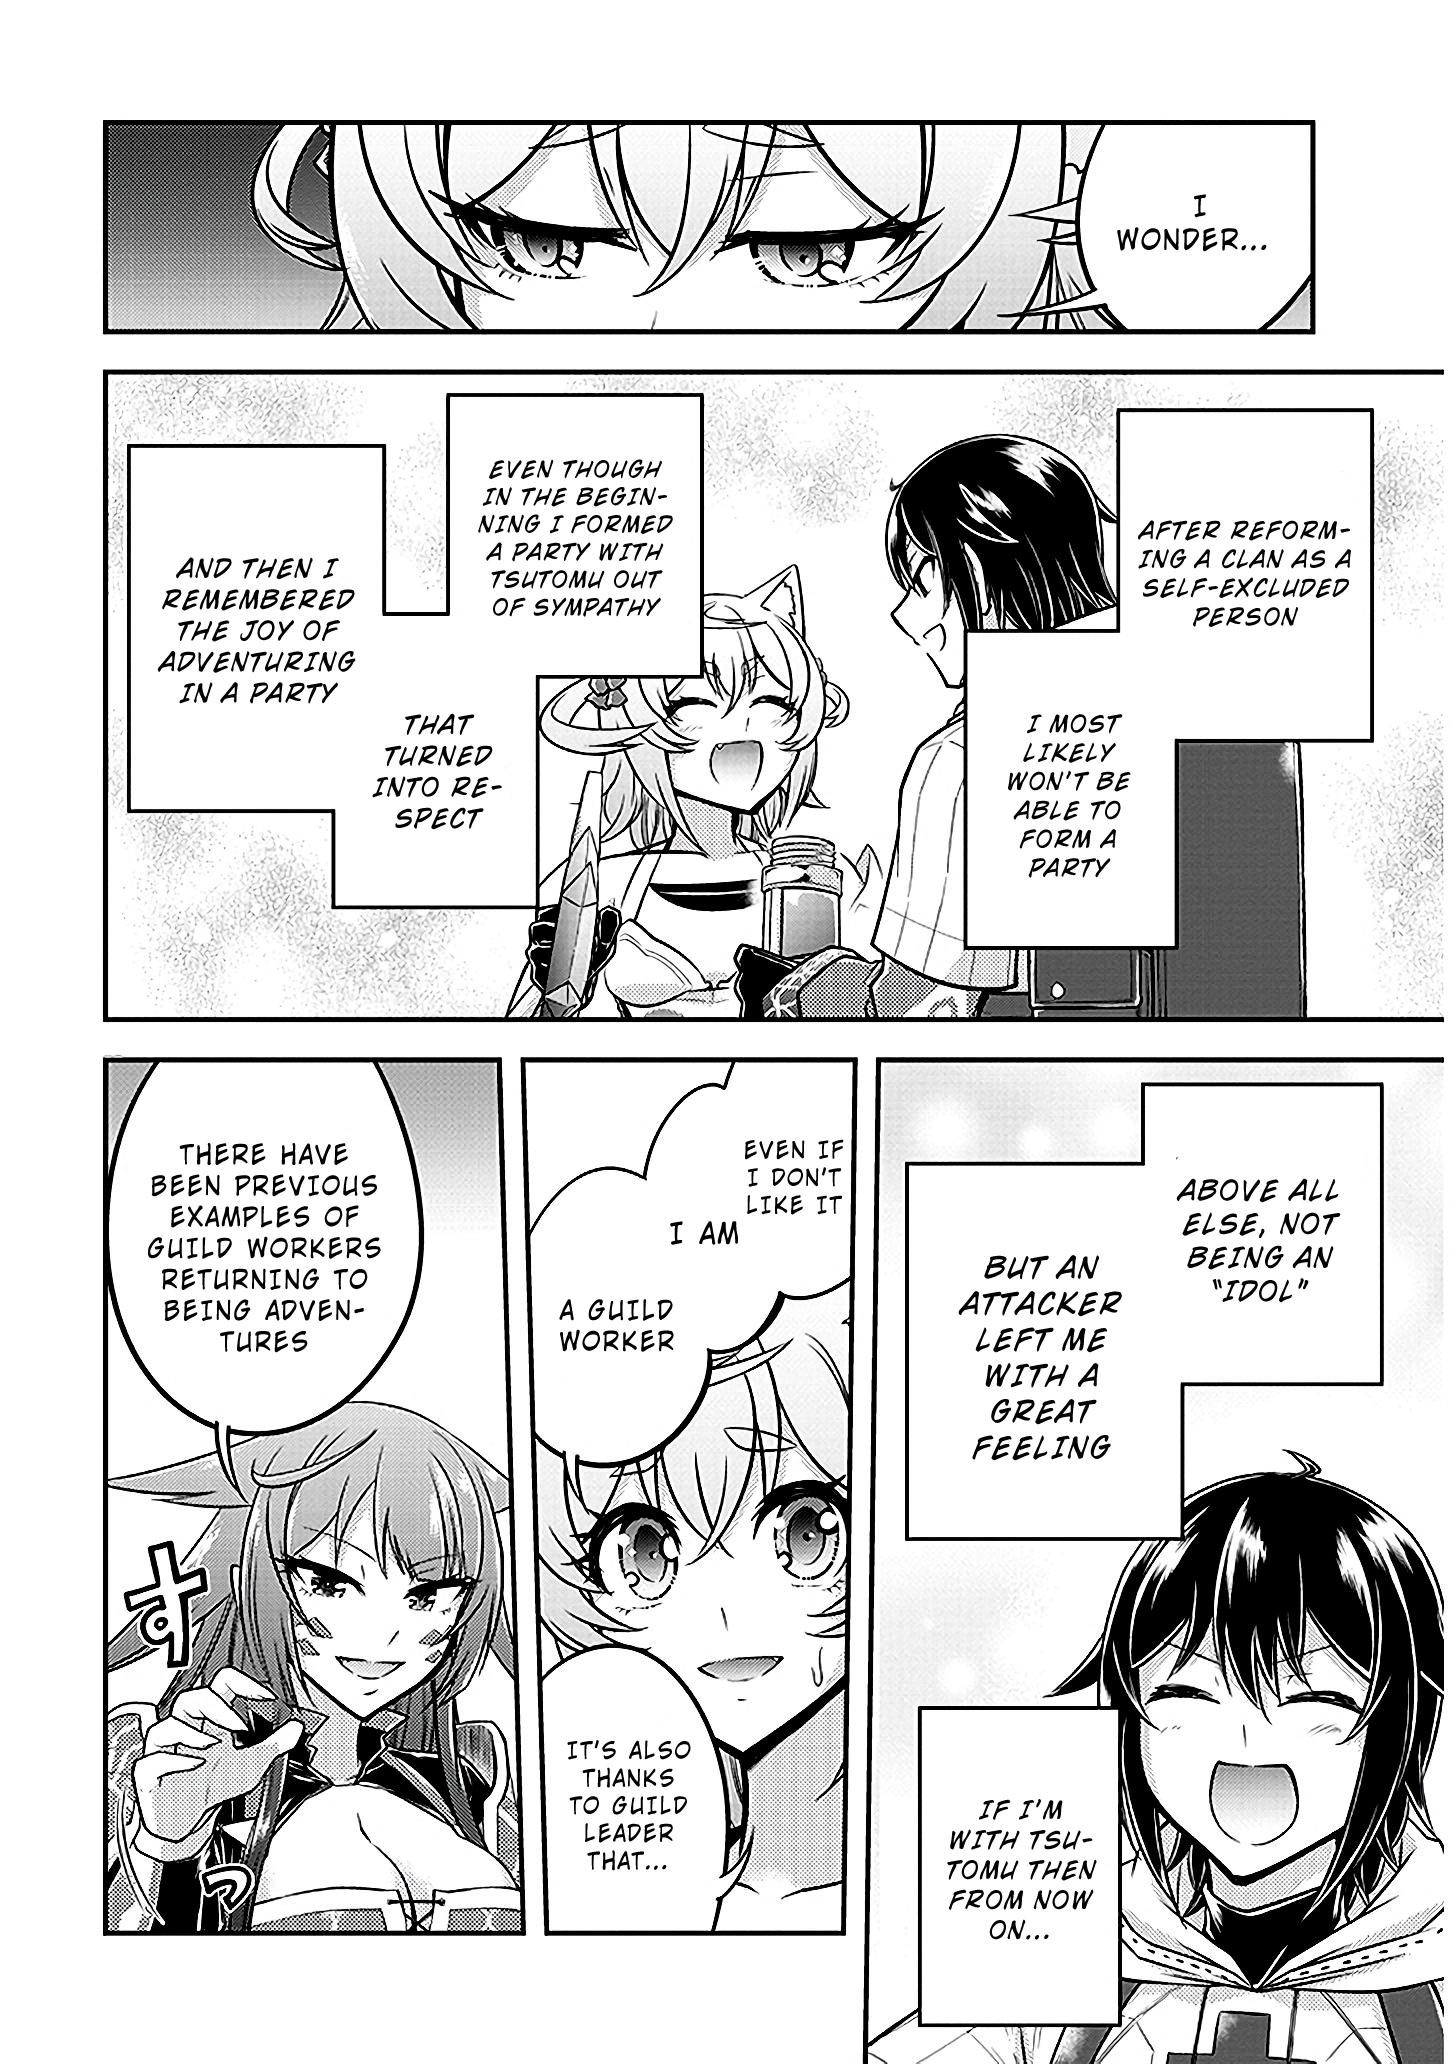 I
WONDER...
AFTER REFORM-
ING A CLAN AS A
SELF-EXCLUDED
PERSON
I MOST
LIKELY
WON'T BE
ABLE TO
FORM A
PARTY
EVEN THOUGH
IN THE BEGIN-
NING I FORMED
A PARTY WITH
TSUTOMU OUT
OF SYMPATHY
THAT
TURNED
INTO RE-
SPECT
AND THEN I
REMEMBERED
THE JOY OF
ADVENTURING
IN A PARTY
ABOVE ALL
ELSE, NOT
BEING AN
"IDOL"
BUT AN
ATTACKER
LEFT ME
WITH A
GREAT
FEELING
IF I'M
WITH TSU-
TOMU THEN
FROM NOW
ON...
EVEN IF
I DON'T
LIKE IT
I AM
A GUILD
WORKER
IT'S ALSO
THANKS
TO GUILD
LEADER
THAT...
THERE HAVE
BEEN PREVIOUS
EXAMPLES OF
GUILD WORKERS
RETURNING TO
BEING ADVEN-
TURES
すっ